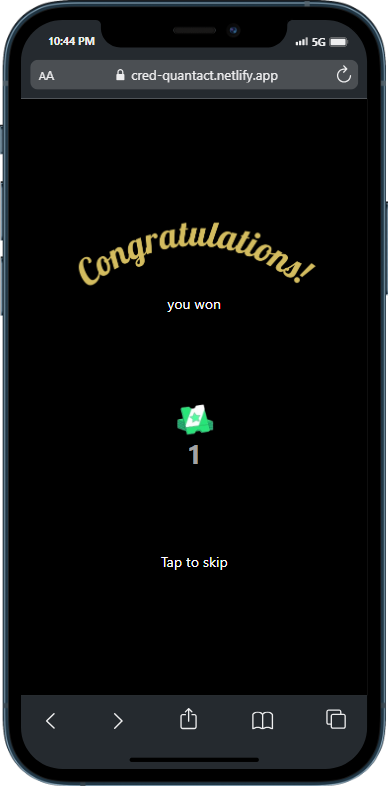 10:44 PM
5G
AA
cred-quantact.netlify.app
Congratulations!
you won
1
Tap to skip